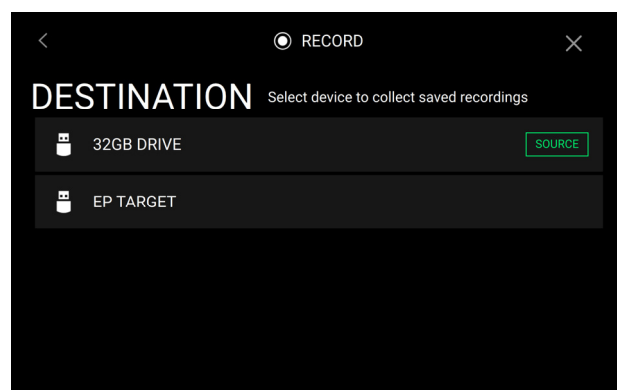 RECORD
DESTINATION Select device to collect saved recordings
32GB DRIVE SOURCE
EP TARGET